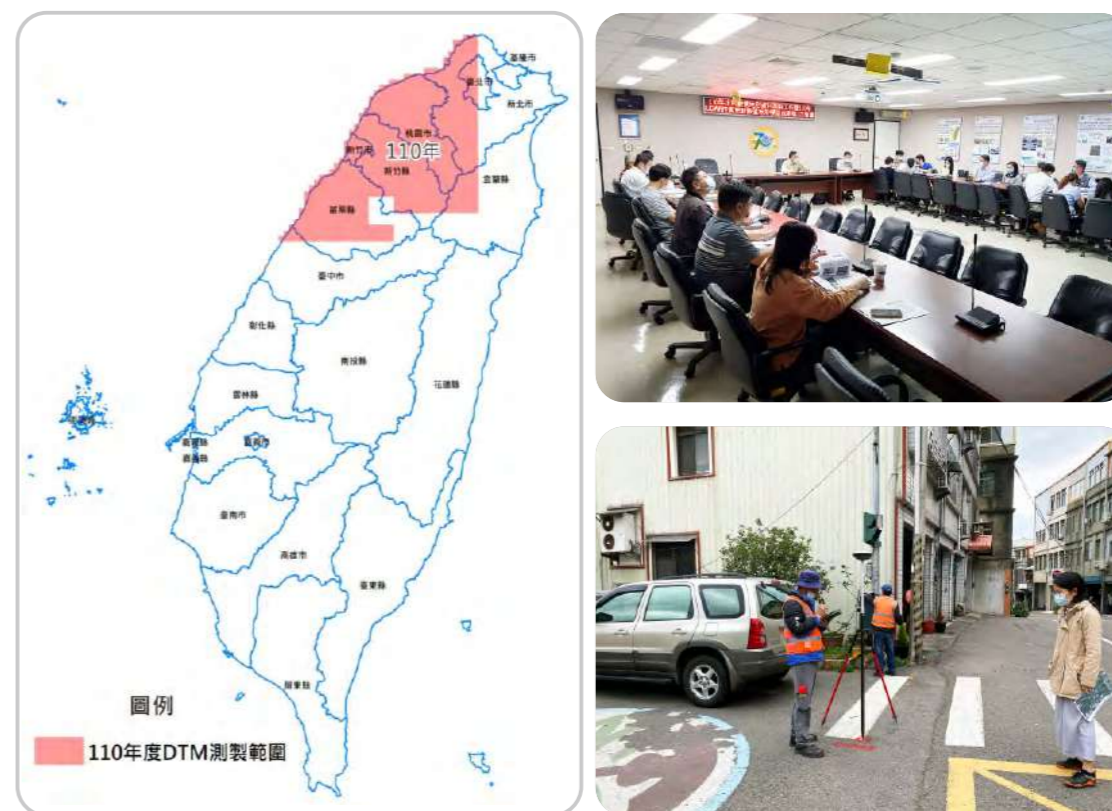 基隆市
臺北市
新北市
桃園市
110年
新竹市
新竹縣
宜蘭縣
苗栗縣
臺中市
彰化縣
南投縣
花蓮縣
雲林縣
嘉義市
臺南市
高雄市
臺東縣
屏東縣
圖例
110年度DTM測製範圍
70